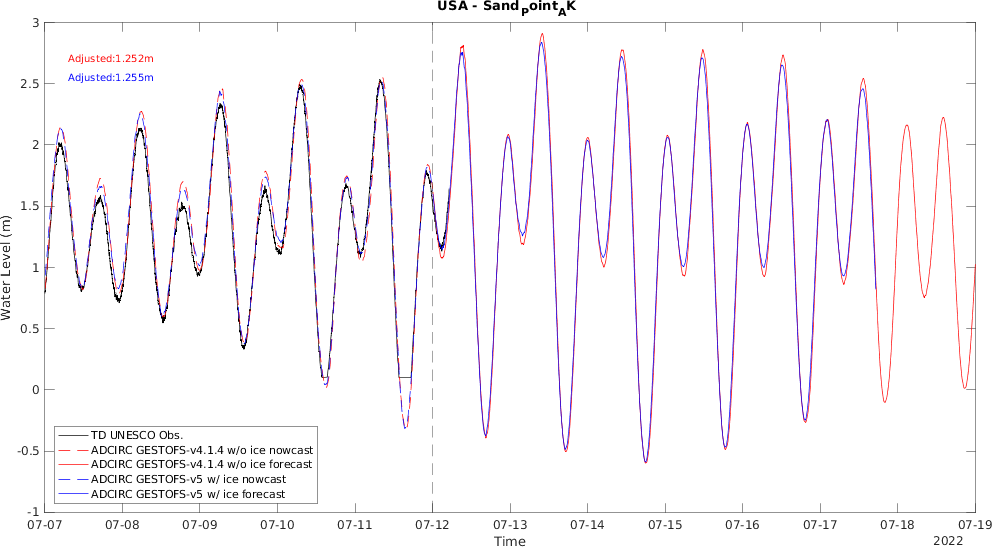 USA - Sand_Point_AK
3
2.5
2
1.5
1
0.5
0
-0.5
-1
Water Level (m)
Adjusted:1.252m
Adjusted:1.255m
TD UNESCO Obs.
ADCIRC GESTOFS-v4.1.4 w/o ice nowcast
ADCIRC GESTOFS-v4.1.4 w/o ice forecast
ADCIRC GESTOFS-v5 w/ ice nowcast
ADCIRC GESTOFS-v5 w/ ice forecast
07-07 07-08 07-09 07-10 07-11 07-12 07-13 07-14 07-15 07-16 07-17 07-18 07-19
Time
2022